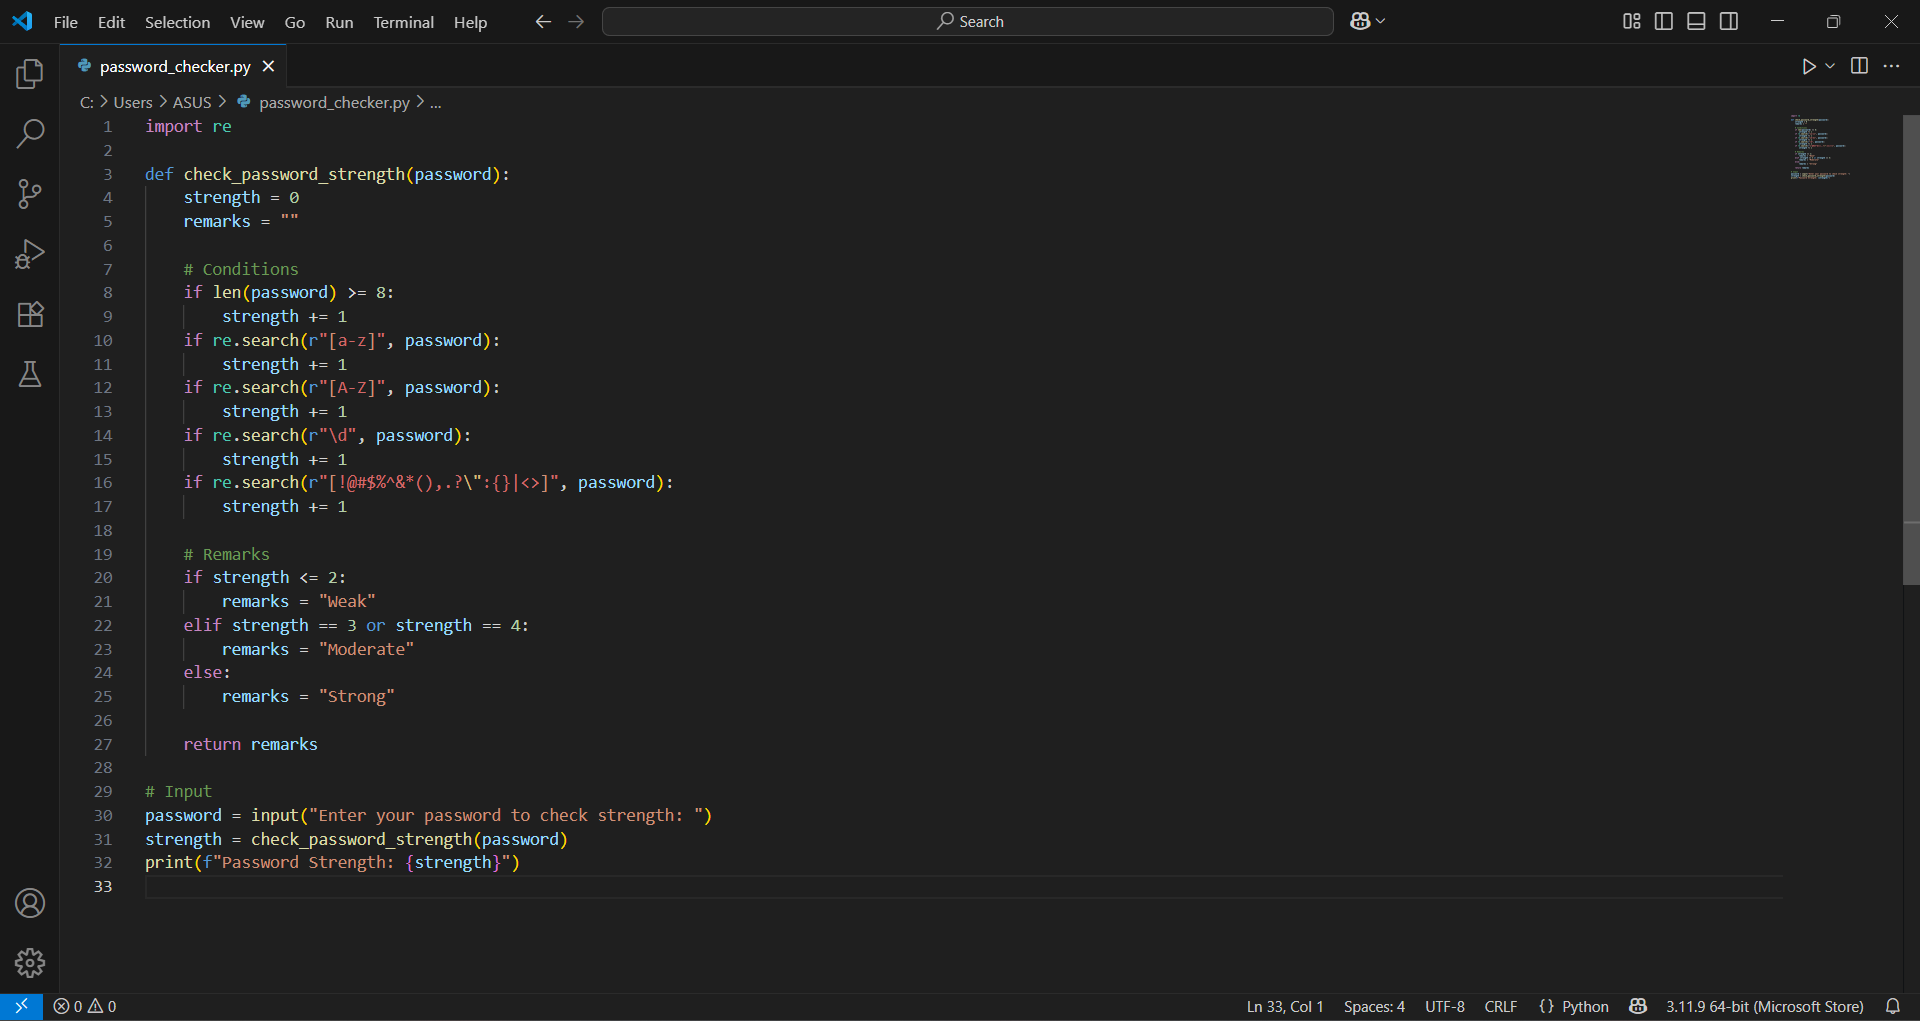 File Edit Selection View Go Run Terminal Help Search
password_checker.py
C: > Users > ASUS > password_checker.py > ...
1 import re
2
3 def check_password_strength(password):
4     strength = 0
5     remarks = ""
6
7     # Conditions
8     if len(password) >= 8:
9         strength += 1
10     if re.search(r"[a-z]", password):
11         strength += 1
12     if re.search(r"[A-Z]", password):
13         strength += 1
14     if re.search(r"\d", password):
15         strength += 1
16     if re.search(r"[!@#$%^&*(),.?\":{}|<>]", password):
17         strength += 1
18
19     # Remarks
20     if strength <= 2:
21         remarks = "Weak"
22     elif strength == 3 or strength == 4:
23         remarks = "Moderate"
24     else:
25         remarks = "Strong"
26
27     return remarks
28
29 # Input
30 password = input("Enter your password to check strength: ")
31 strength = check_password_strength(password)
32 print(f"Password Strength: {strength}")
33
0 0 Ln 33, Col 1 Spaces: 4 UTF-8 CRLF {} Python 3.11.9 64-bit (Microsoft Store)